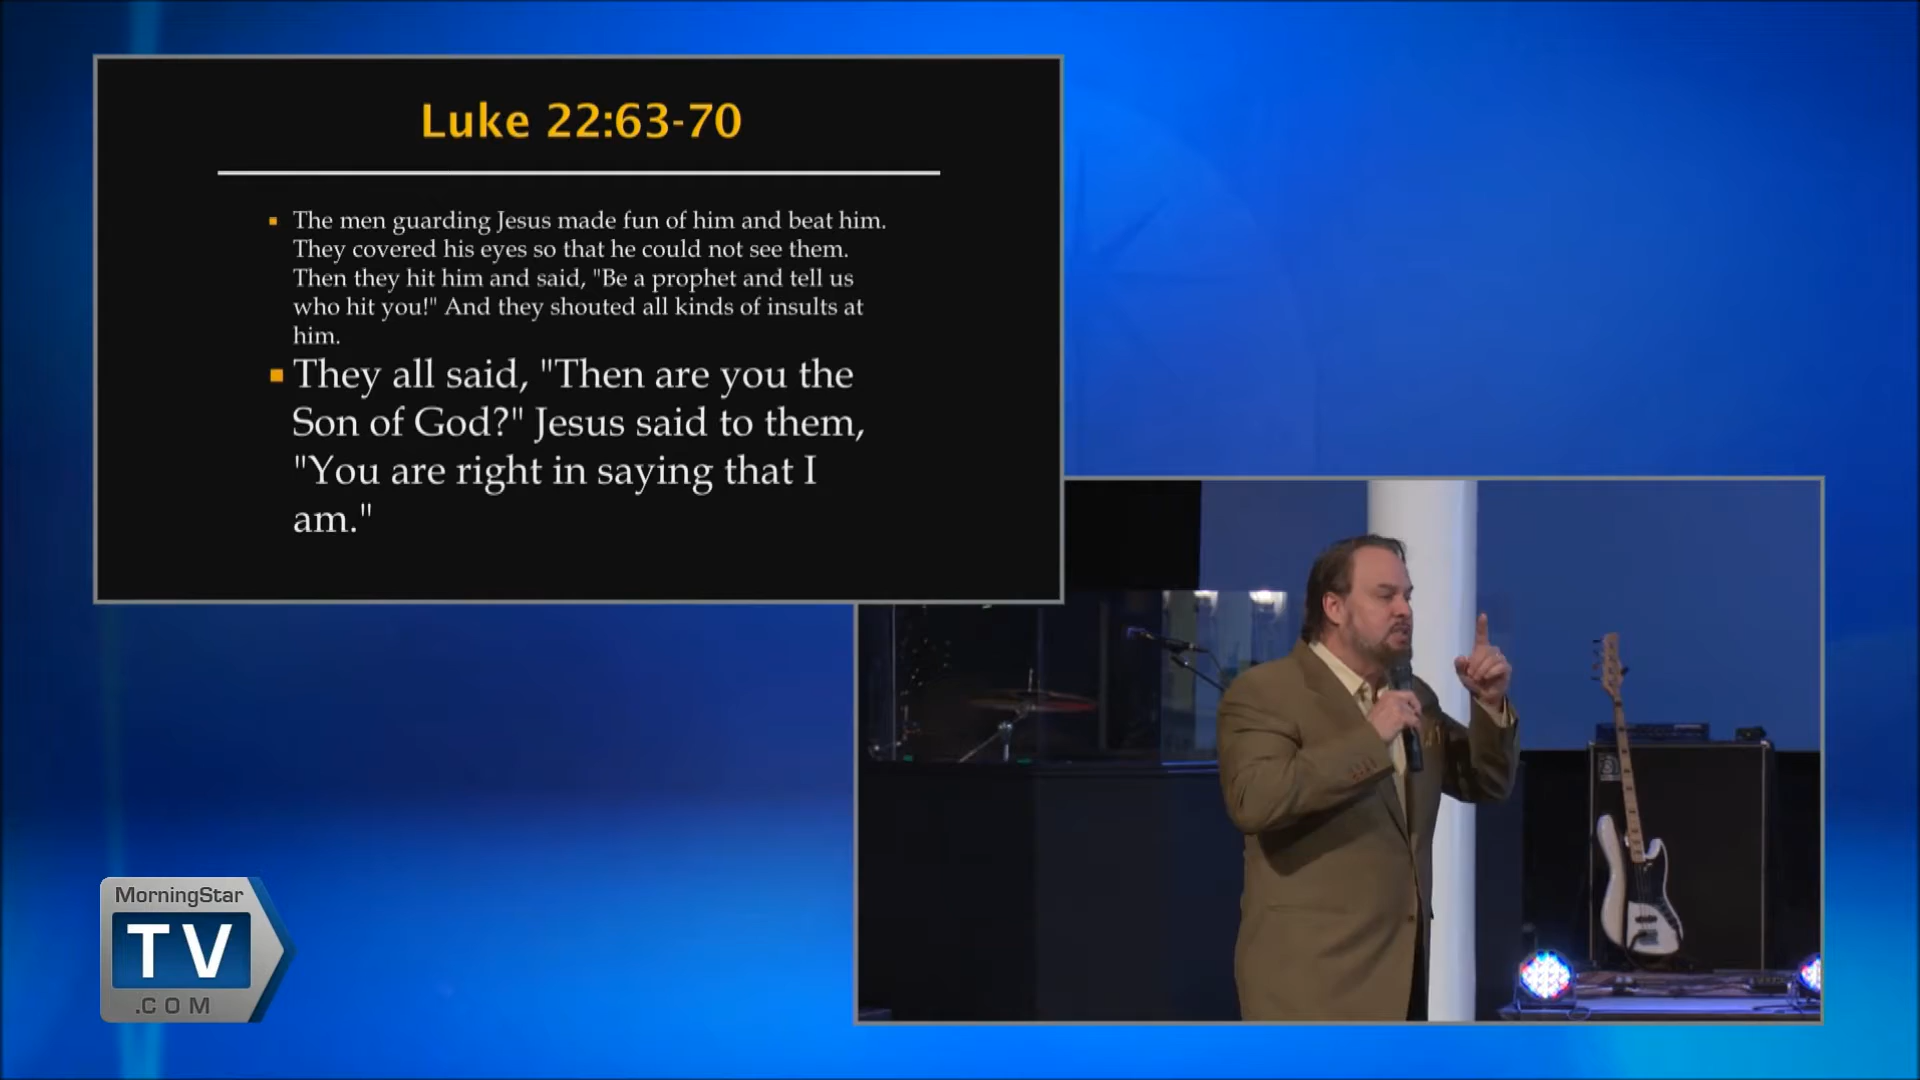 Luke 22:63-70
The men guarding Jesus made fun of him and beat him.
They covered his eyes so that he could not see them.
Then they hit him and said, "Be a prophet and tell us
who hit you!" And they shouted all kinds of insults at
him.
They all said, "Then are you the
Son of God?" Jesus said to them,
"You are right in saying that I
am."
MorningStar
TV
.COM